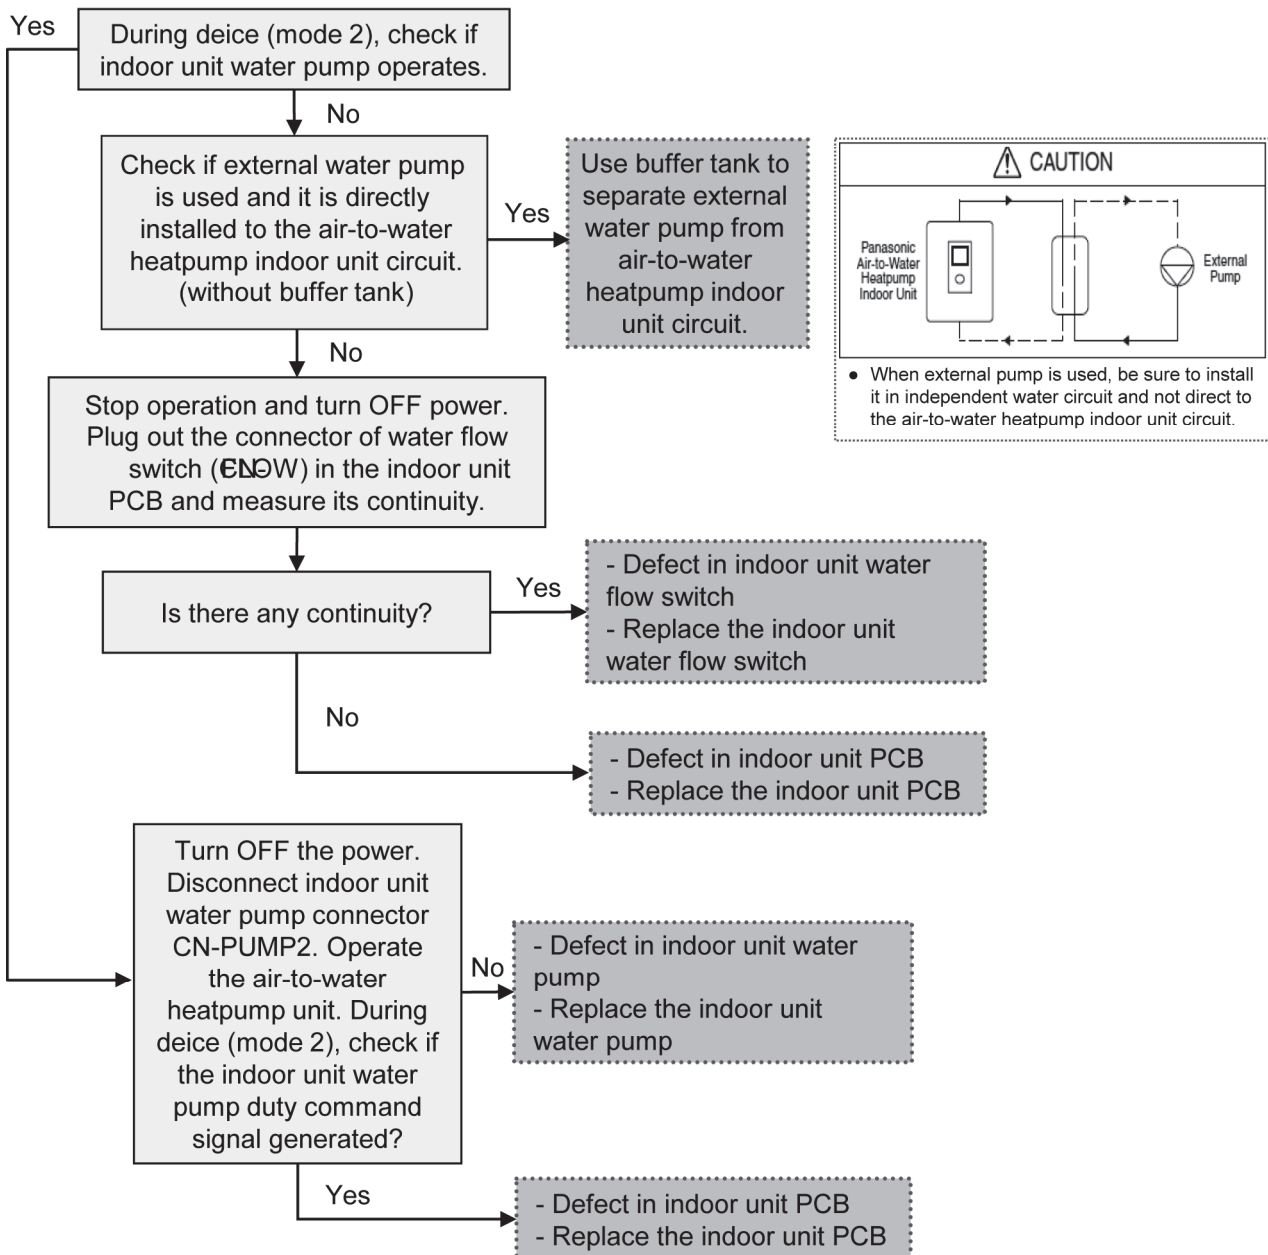 Yes
During deice (mode 2), check if
indoor unit water pump operates.
No
Check if external water pump
is used and it is directly
installed to the air-to-water
heatpump indoor unit circuit.
(without buffer tank)
Yes
Use buffer tank to
separate external
water pump from
air-to-water
heatpump indoor
unit circuit.
CAUTION
Panasonic
Air-to-Water
Heatpump
Indoor Unit
External
Pump
● When external pump is used, be sure to install
it in independent water circuit and not direct to
the air-to-water heatpump indoor unit circuit.
No
Stop operation and turn OFF power.
Plug out the connector of water flow
switch (CN-FLOW) in the indoor unit
PCB and measure its continuity.
Is there any continuity?
Yes
- Defect in indoor unit water
flow switch
- Replace the indoor unit
water flow switch
No
- Defect in indoor unit PCB
- Replace the indoor unit PCB
Turn OFF the power.
Disconnect indoor unit
water pump connector
CN-PUMP2. Operate
the air-to-water
heatpump unit. During
deice (mode 2), check if
the indoor unit water
pump duty command
signal generated?
No
- Defect in indoor unit water
pump
- Replace the indoor unit
water pump
Yes
- Defect in indoor unit PCB
- Replace the indoor unit PCB